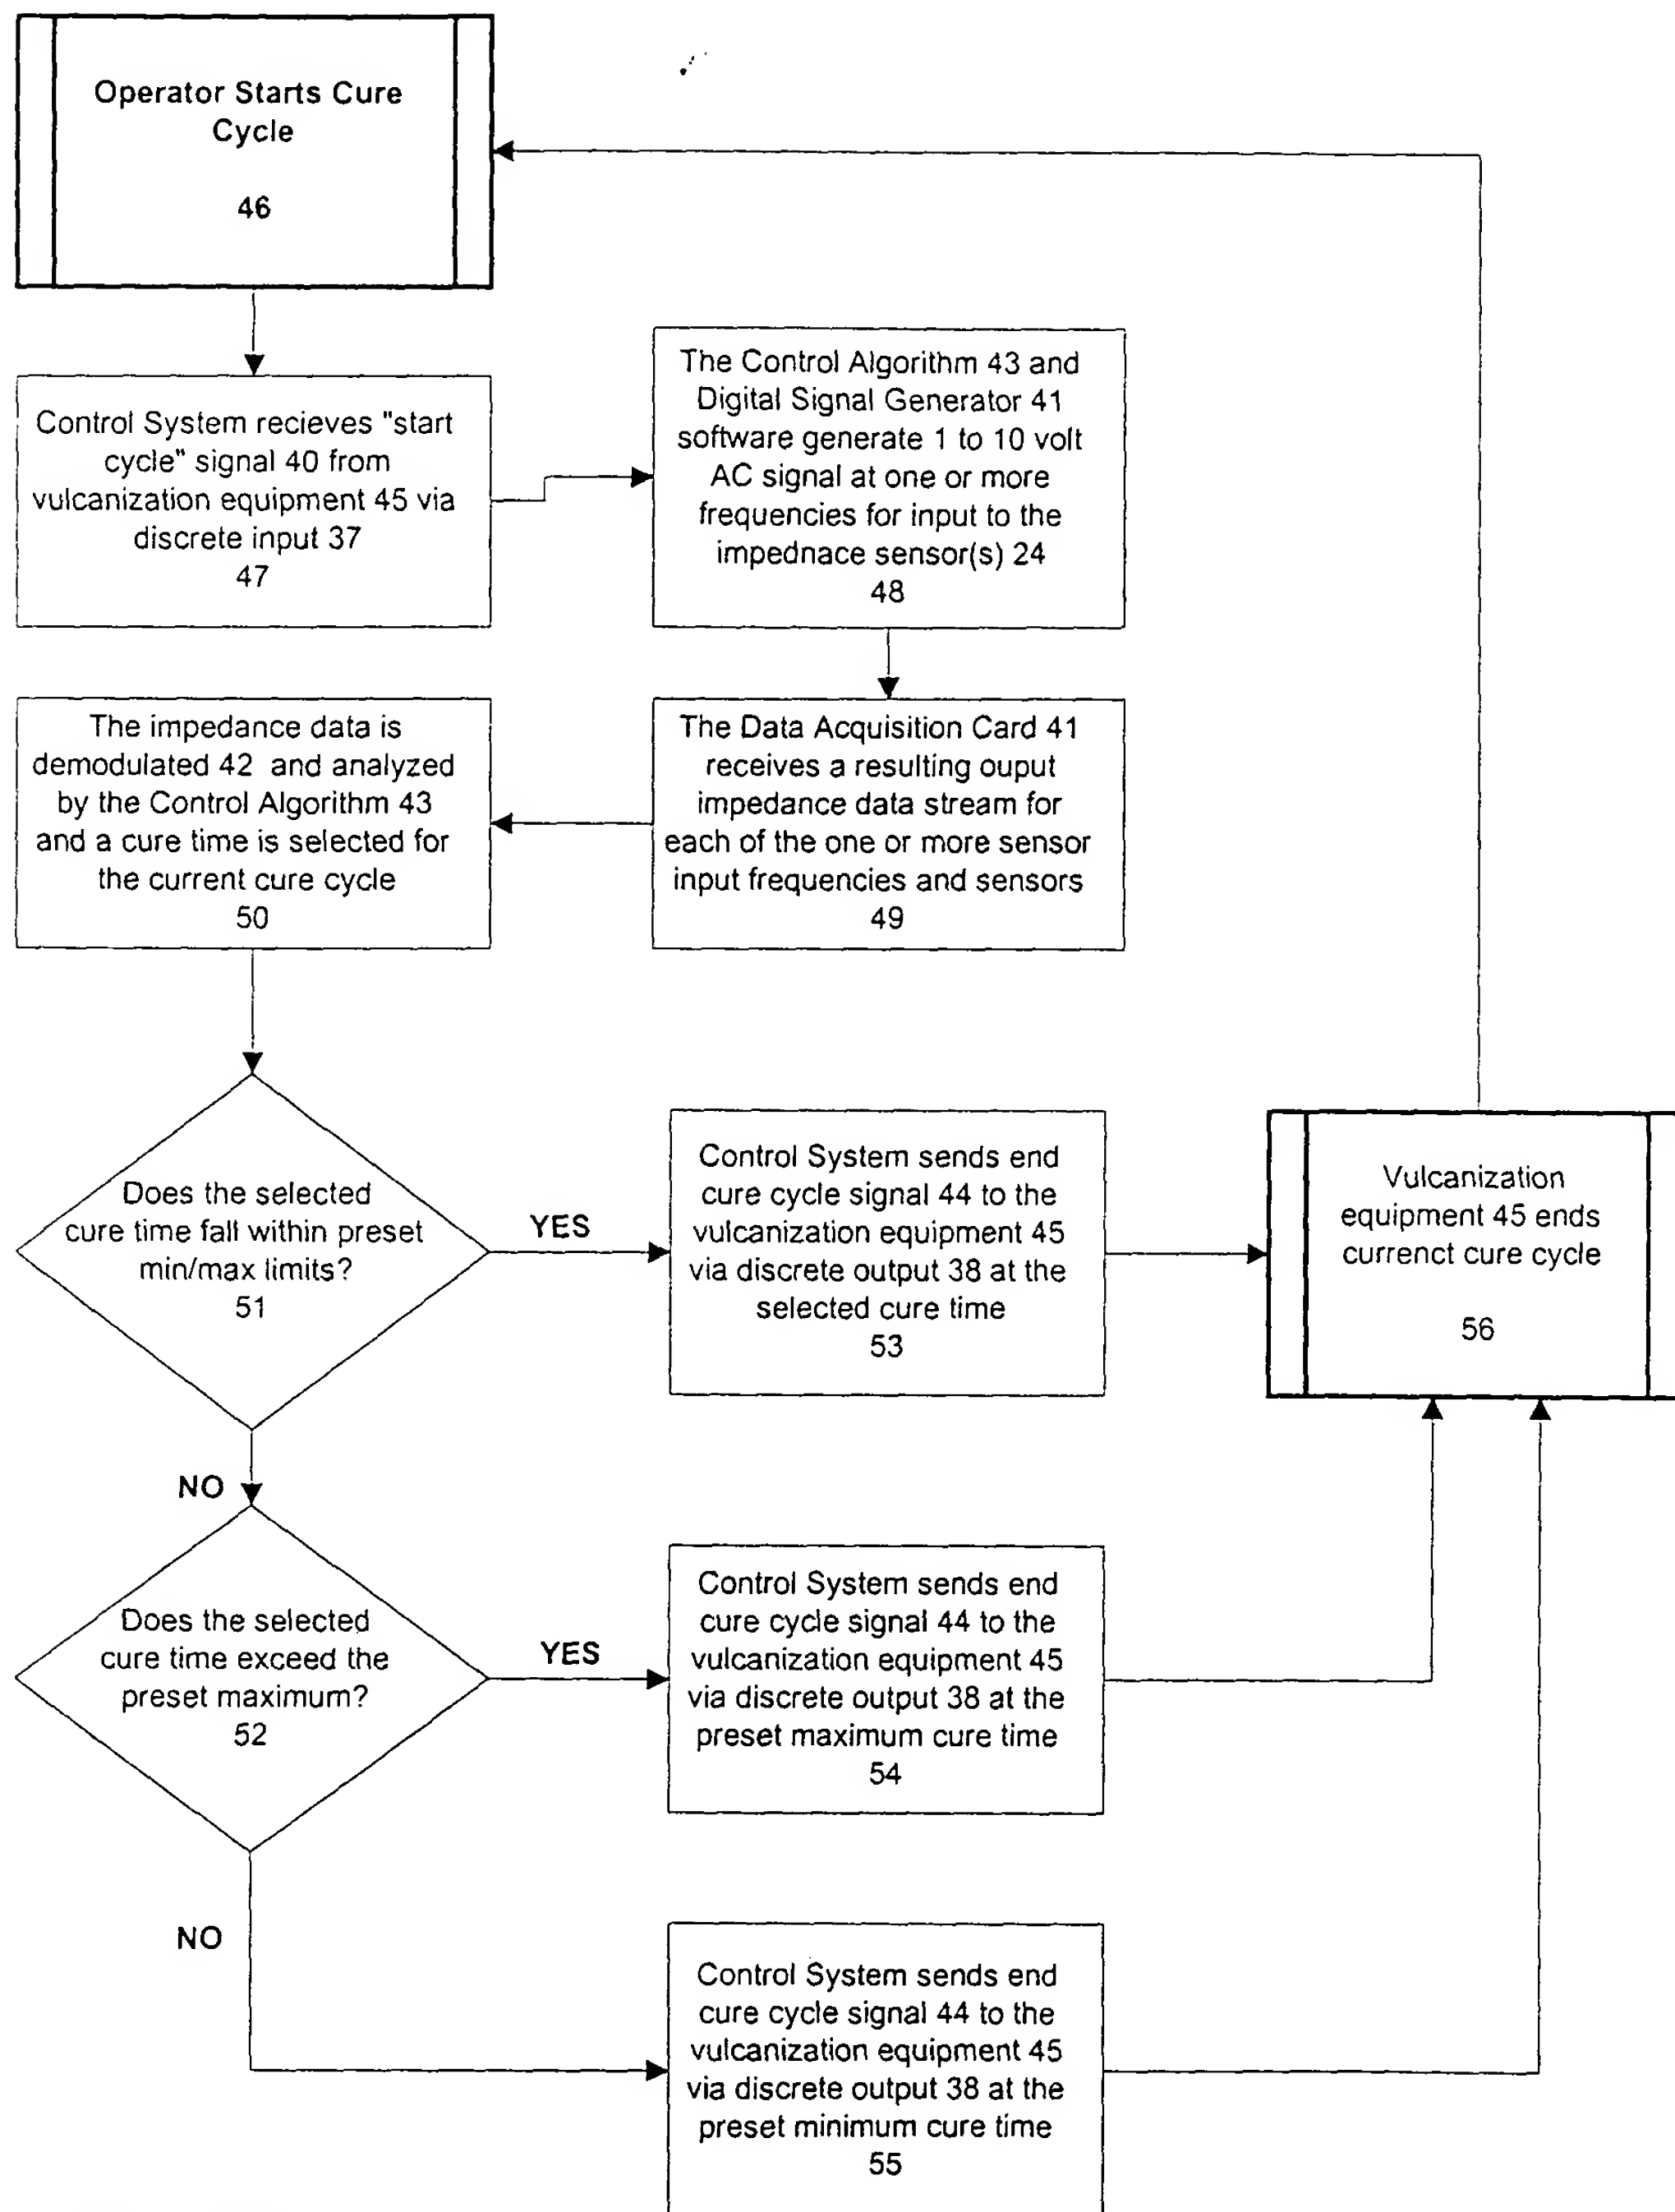 Operator Starts Cure
Cycle
46
Control System recieves "start
cycle" signal 40 from
vulcanization equipment 45 via
discrete input 37
47
The Control Algorithm 43 and
Digital Signal Generator 41
software generate 1 to 10 volt
AC signal at one or more
frequencies for input to the
impednace sensor(s) 24
48
The impedance data is
demodulated 42 and analyzed
by the Control Algorithm 43
and a cure time is selected for
the current cure cycle
50
The Data Acquisition Card 41
receives a resulting ouput
impedance data stream for
each of the one or more sensor
input frequencies and sensors
49
Does the selected
cure time fall within preset
min/max limits?
51
YES
Control System sends end
cure cycle signal 44 to the
vulcanization equipment 45
via discrete output 38 at the
selected cure time
53
Vulcanization
equipment 45 ends
currenct cure cycle
56
NO
Does the selected
cure time exceed the
preset maximum?
52
YES
Control System sends end
cure cycle signal 44 to the
vulcanization equipment 45
via discrete output 38 at the
preset maximum cure time
54
NO
Control System sends end
cure cycle signal 44 to the
vulcanization equipment 45
via discrete output 38 at the
preset minimum cure time
55